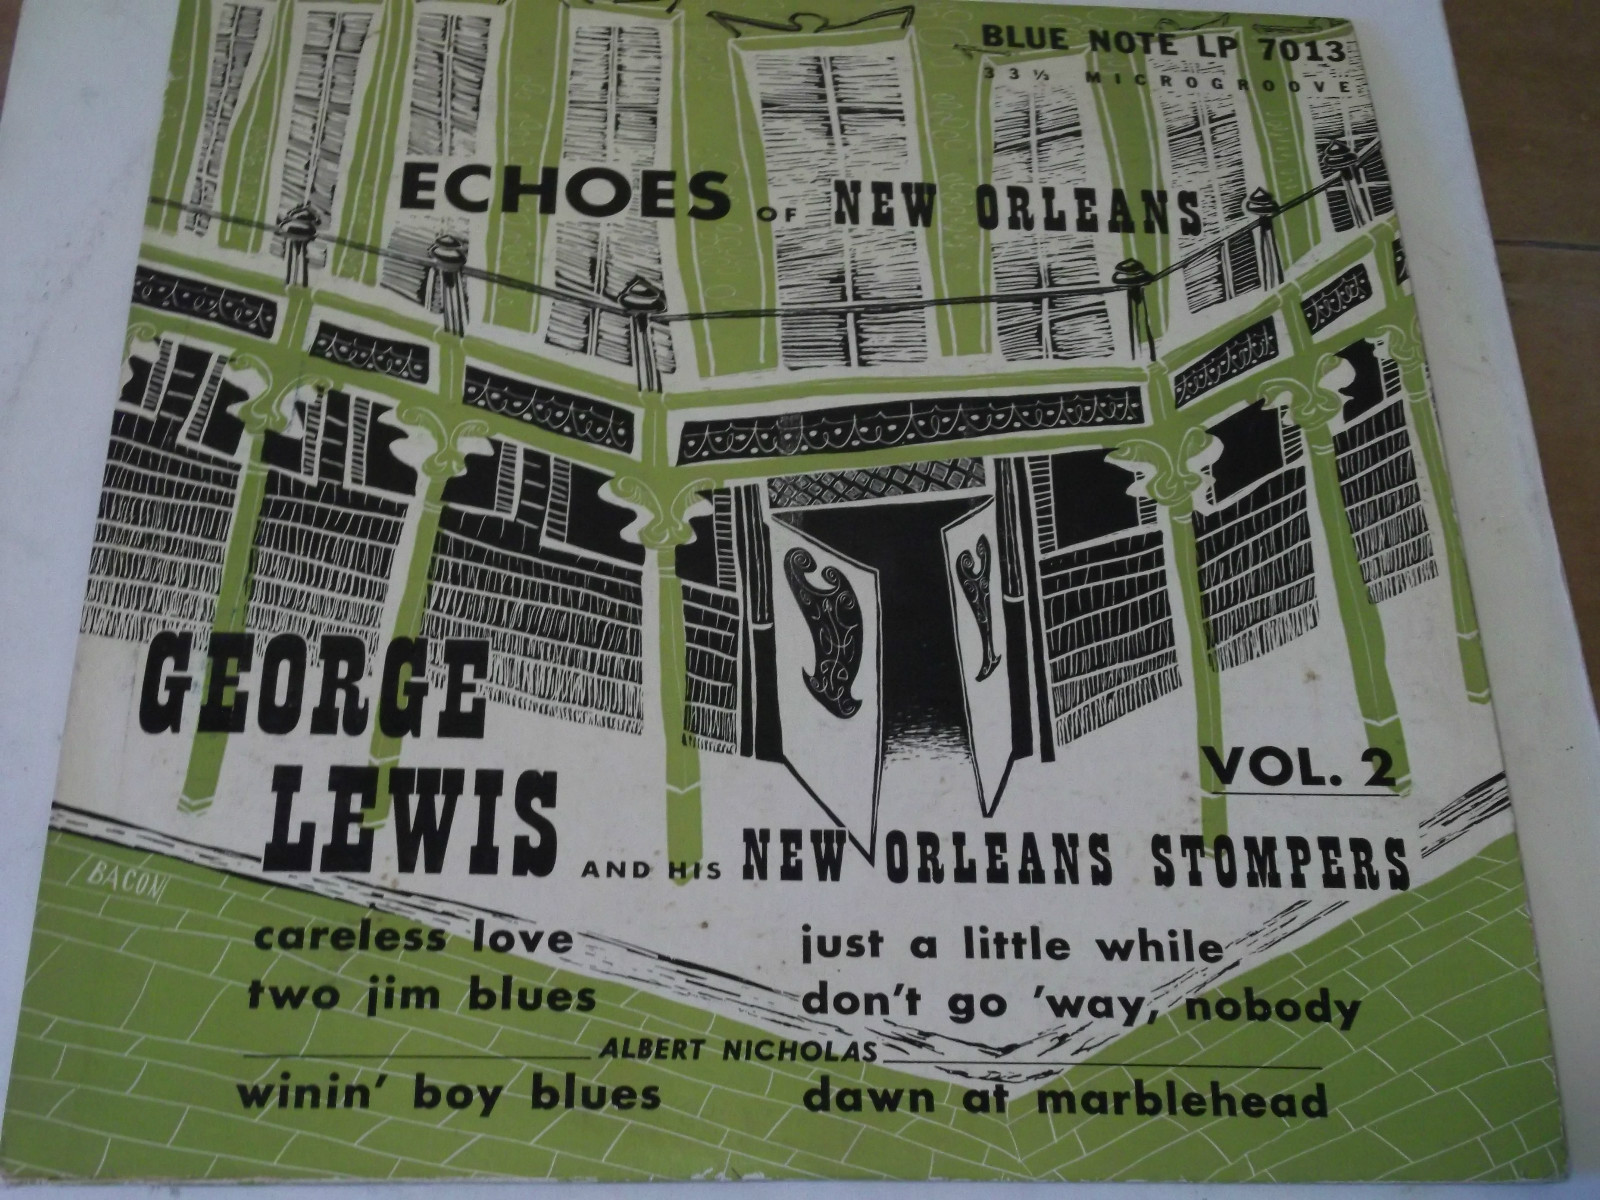 BLUE NOTE LP 7013
33 ⅓ MICROGROOVE
ECHOES OF NEW ORLEANS
GEORGE
LEWIS AND HIS NEW ORLEANS STOMPERS
VOL. 2
BACON
careless love
two jim blues
just a little while
don't go 'way, nobody
ALBERT NICHOLAS
winin' boy blues
dawn at marblehead